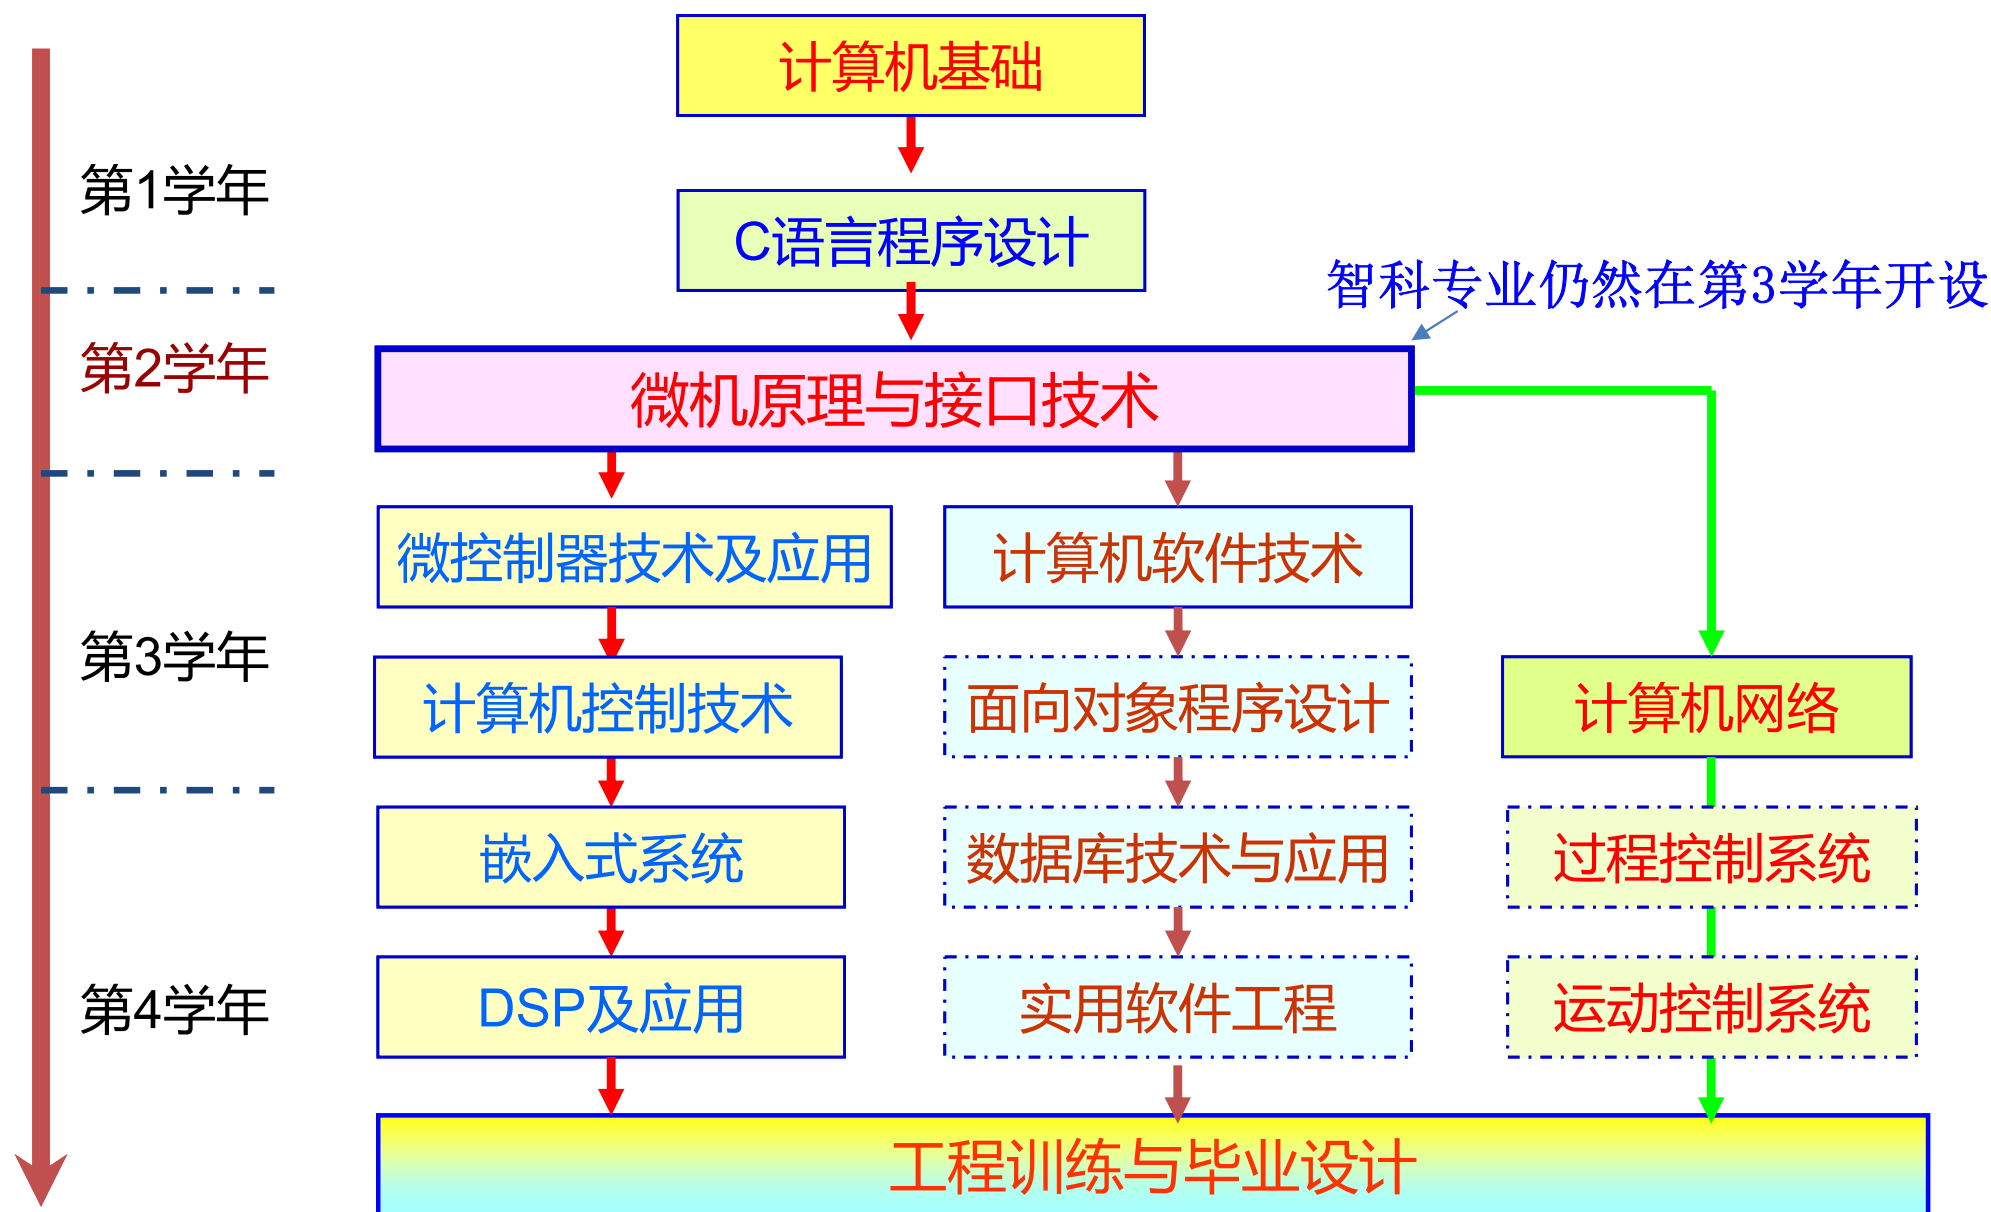 计算机基础
第1学年
C语言程序设计
智科专业仍然在第3学年开设
第2学年
微机原理与接口技术
微控制器技术及应用
计算机软件技术
第3学年
计算机控制技术
面向对象程序设计
计算机网络
嵌入式系统
数据库技术与应用
过程控制系统
第4学年
DSP及应用
实用软件工程
运动控制系统
工程训练与毕业设计